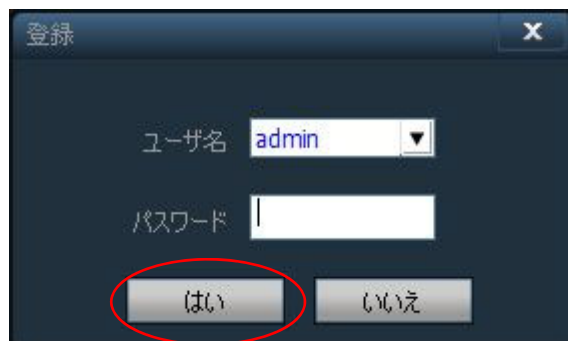 登録
ユーザ名 admin
パスワード
はい いいえ